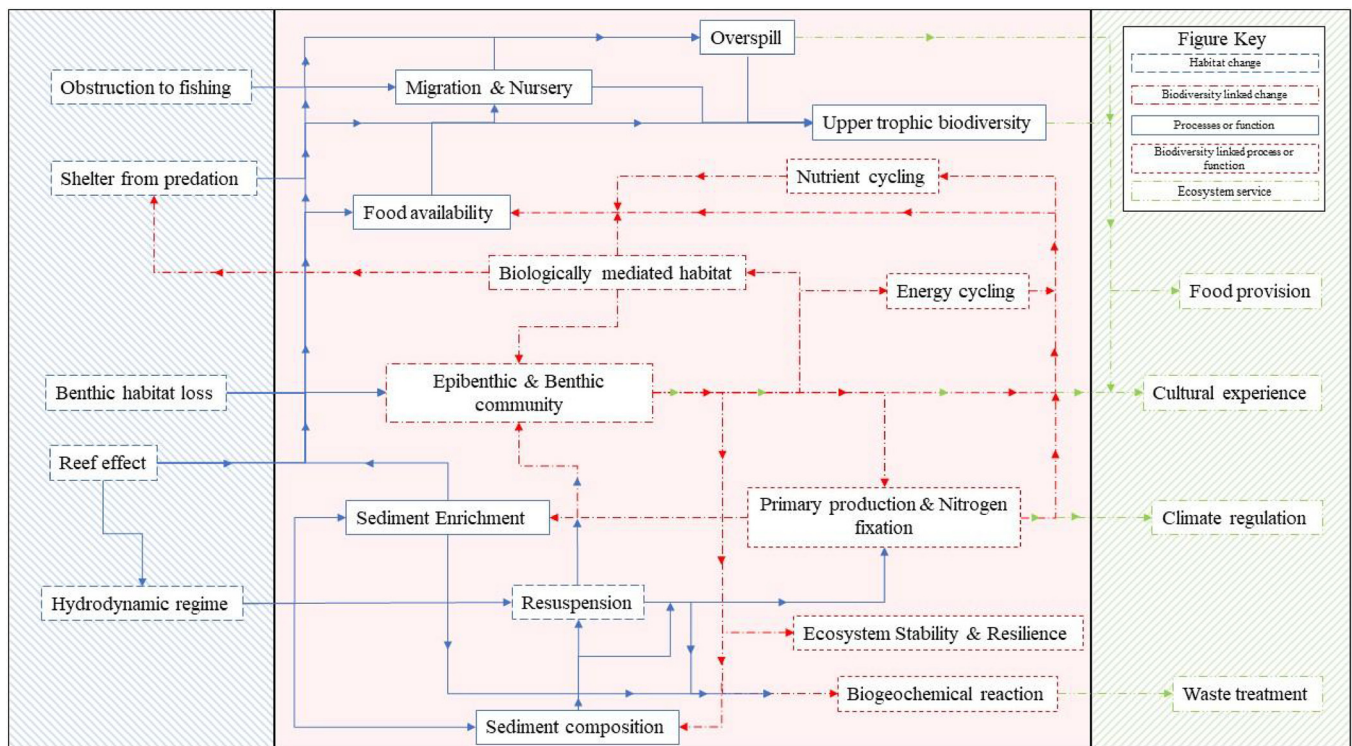 Overspill
Figure Key
Habitat change
Obstruction to fishing
Migration & Nursery
Biodiversity linked change
Upper trophic biodiversity
Processes or function
Biodiversity linked process or
function
Shelter from predation
Nutrient cycling
Ecosystem service
Food availability
Biologically mediated habitat
Energy cycling
Food provision
Benthic habitat loss
Epibenthic & Benthic
community
Cultural experience
Reef effect
Sediment Enrichment
Primary production & Nitrogen
fixation
Climate regulation
Hydrodynamic regime
Resuspension
Ecosystem Stability & Resilience
Biogeochemical reaction
Waste treatment
Sediment composition